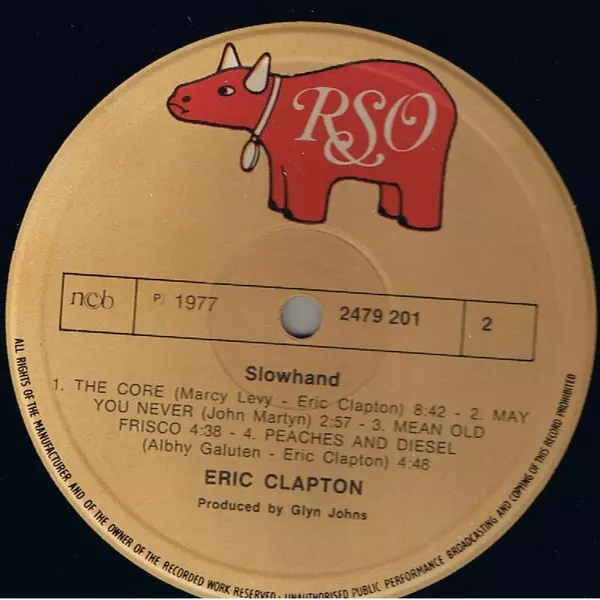 RSO
ncb
P 1977
2479 201
2
Slowhand
1. THE CORE (Marcy Levy - Eric Clapton) 8:42 - 2. MAY
YOU NEVER (John Martyn) 2:57 - 3. MEAN OLD
FRISCO 4:38 - 4. PEACHES AND DIESEL
(Albhy Galuten - Eric Clapton) 4:46
ERIC CLAPTON
Produced by Glyn Johns
ALL RIGHTS OF THE MANUFACTURER AND OF THE OWNER OF THE RECORDED WORK RESERVED - UNAUTHORISED PUBLIC PERFORMANCE BROADCASTING AND COPYING OF THIS RECORD PROHIBITED